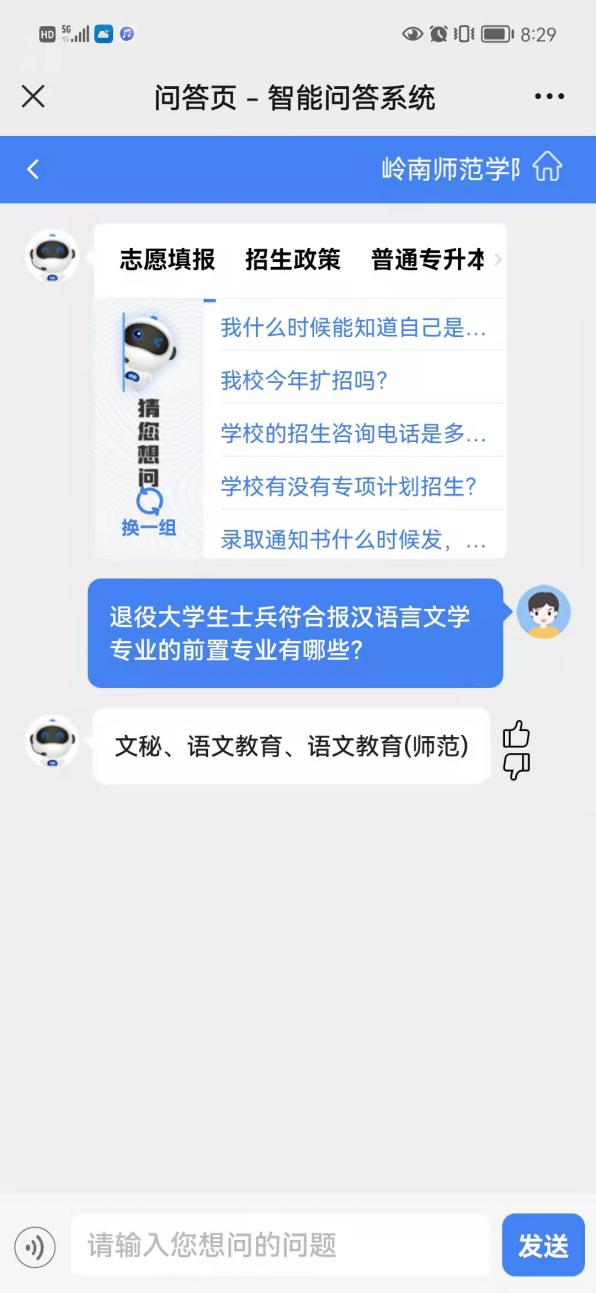 HD 5G 8:29
问答页 - 智能问答系统
岭南师范学
志愿填报 招生政策 普通专升本
猜您想问
换一组
我什么时候能知道自己是...
我校今年扩招吗?
学校的招生咨询电话是多...
学校有没有专项计划招生?
录取通知书什么时候发，...
退役大学生士兵符合报汉语言文学
专业的前置专业有哪些?
文秘、语文教育、语文教育(师范)
请输入您想问的问题
发送